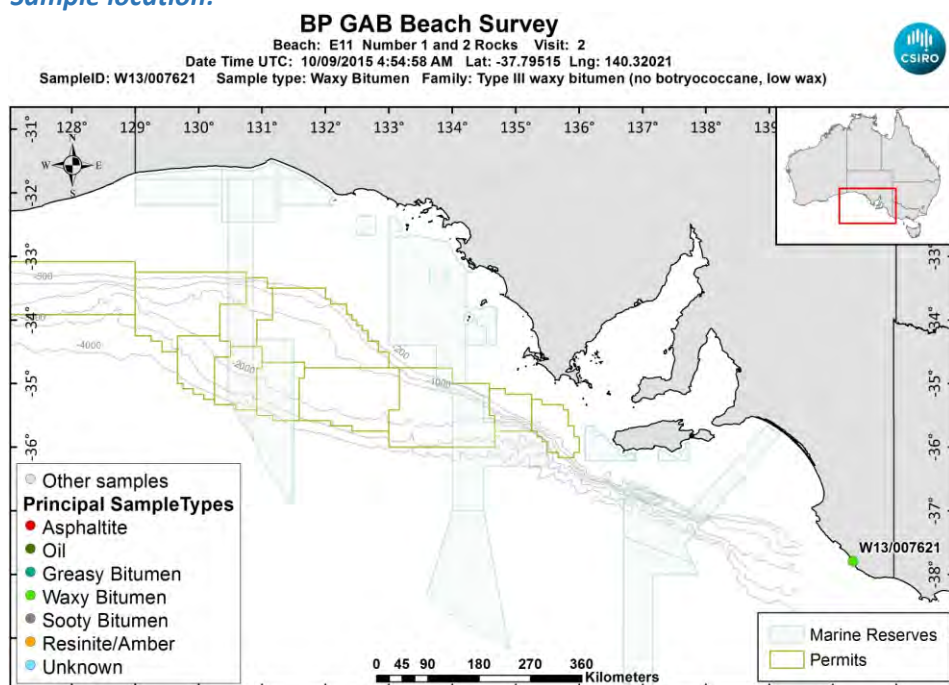 Sample location:
BP GAB Beach Survey
Beach: E11 Number 1 and 2 Rocks Visit: 2
Date Time UTC: 10/09/2015 4:54:58 AM Lat: -37.79515 Lng: 140.32021
SampleID: W13/007621 Sample type: Waxy Bitumen Family: Type III waxy bitumen (no botryococcane, low wax)
CSIRO
128° 129° 130° 131° 132° 133° 134° 135° 136° 137° 138° 139
-31°
-32°
-33°
-34°
-35°
-36°
-37°
-38°
N
W E
S
-33°
-34°
-35°
-36°
-37°
-38°
-4000
-2000
-200
-1000
W13/007621
Other samples
Principal SampleTypes
Asphaltite
Oil
Greasy Bitumen
Waxy Bitumen
Sooty Bitumen
Resinite/Amber
Unknown
0 45 90 180 270 360
Kilometers
Marine Reserves
Permits